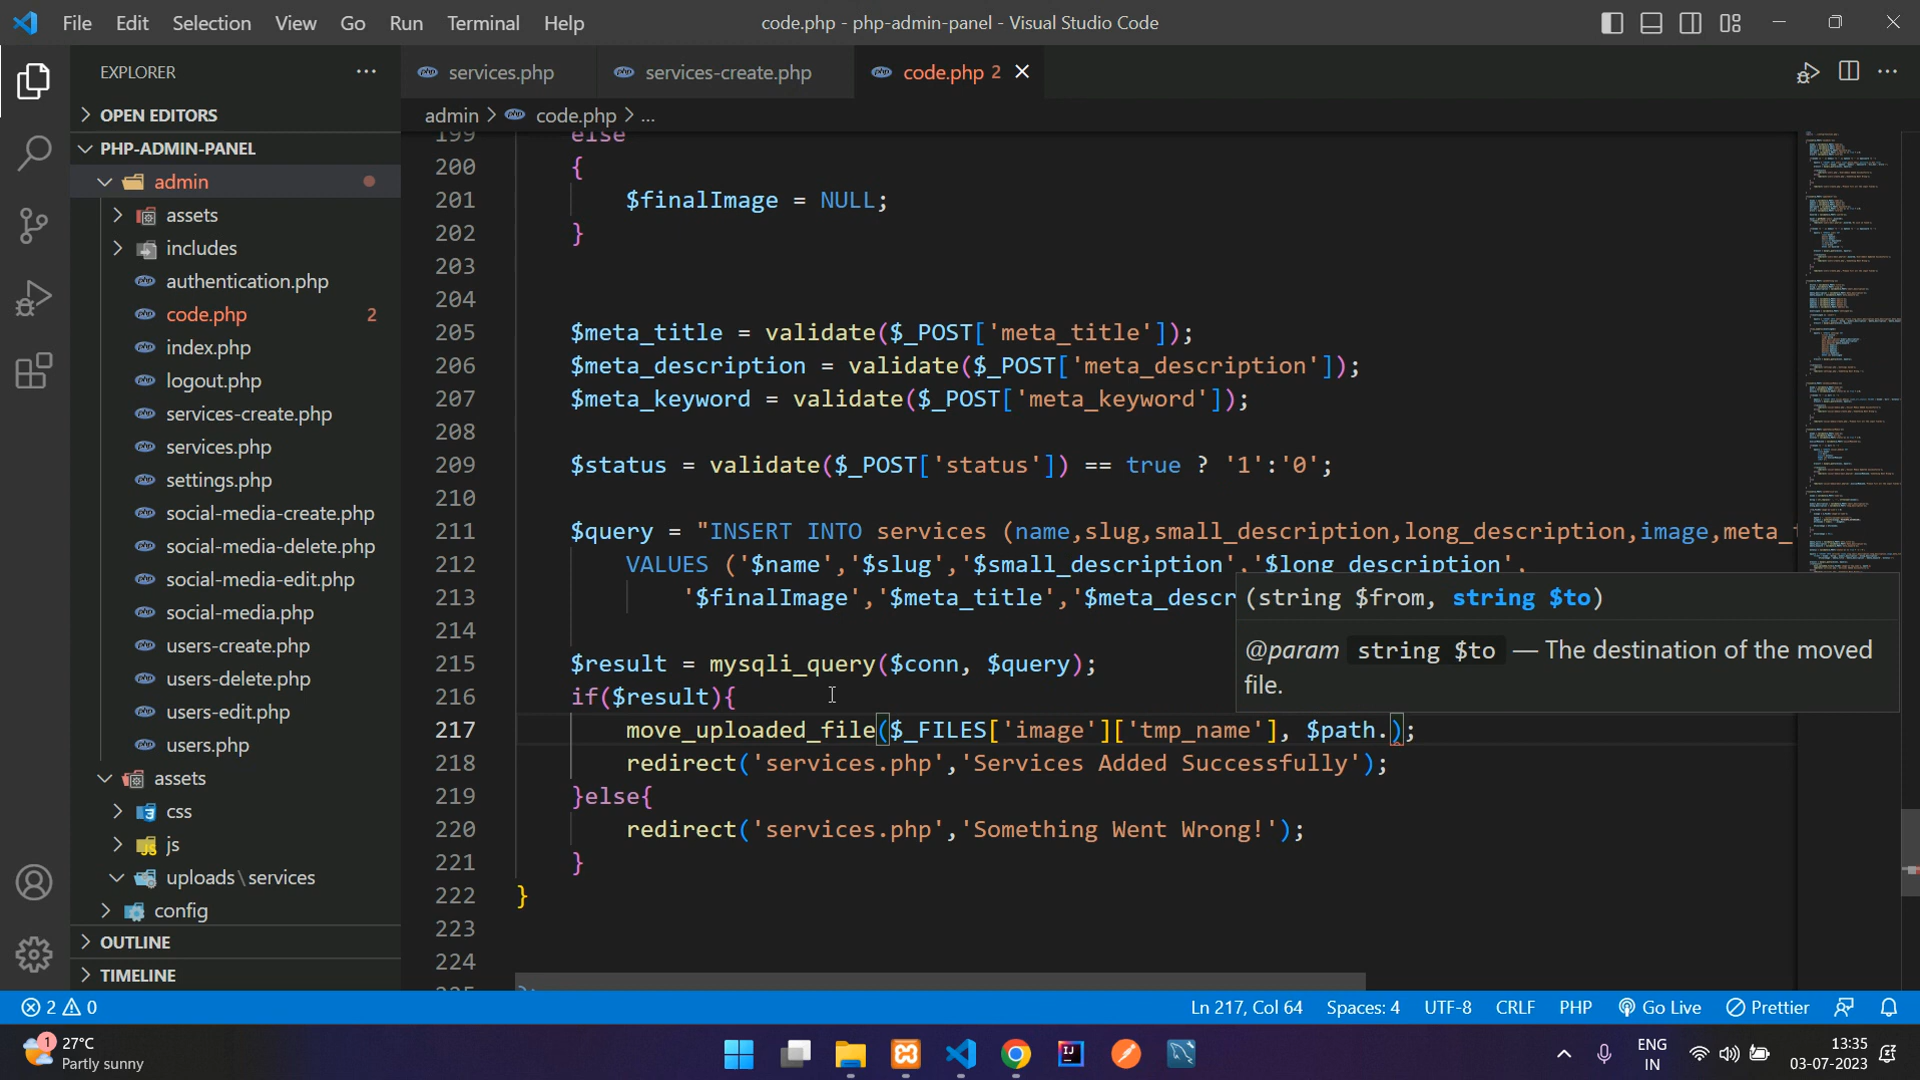 File Edit Selection View Go Run Terminal Help code.php - php-admin-panel - Visual Studio Code
EXPLORER
services.php services-create.php code.php 2
OPEN EDITORS
admin > code.php > ...
PHP-ADMIN-PANEL
admin
assets
includes
authentication.php
code.php 2
index.php
logout.php
services-create.php
services.php
settings.php
social-media-create.php
social-media-delete.php
social-media-edit.php
social-media.php
users-create.php
users-delete.php
users-edit.php
users.php
assets
css
js
uploads\services
config
OUTLINE
TIMELINE
199 else
200 {
201 $finalImage = NULL;
202 }
203
204
205 $meta_title = validate($_POST['meta_title']);
206 $meta_description = validate($_POST['meta_description']);
207 $meta_keyword = validate($_POST['meta_keyword']);
208
209 $status = validate($_POST['status']) == true ? '1':'0';
210
211 $query = "INSERT INTO services (name,slug,small_description,long_description,image,meta_
212 VALUES ('$name','$slug','$small_description','$long_description',
213 '$finalImage','$meta_title','$meta_descr
214
215 $result = mysqli_query($conn, $query);
216 if($result){
217 move_uploaded_file($_FILES['image']['tmp_name'], $path.);
218 redirect('services.php','Services Added Successfully');
219 }else{
220 redirect('services.php','Something Went Wrong!');
221 }
222 }
223
224
(string $from, string $to)
@param string $to — The destination of the moved
file.
2 0 Ln 217, Col 64 Spaces: 4 UTF-8 CRLF PHP Go Live Prettier
1 27°C
Partly sunny
ENG
IN
13:35
03-07-2023